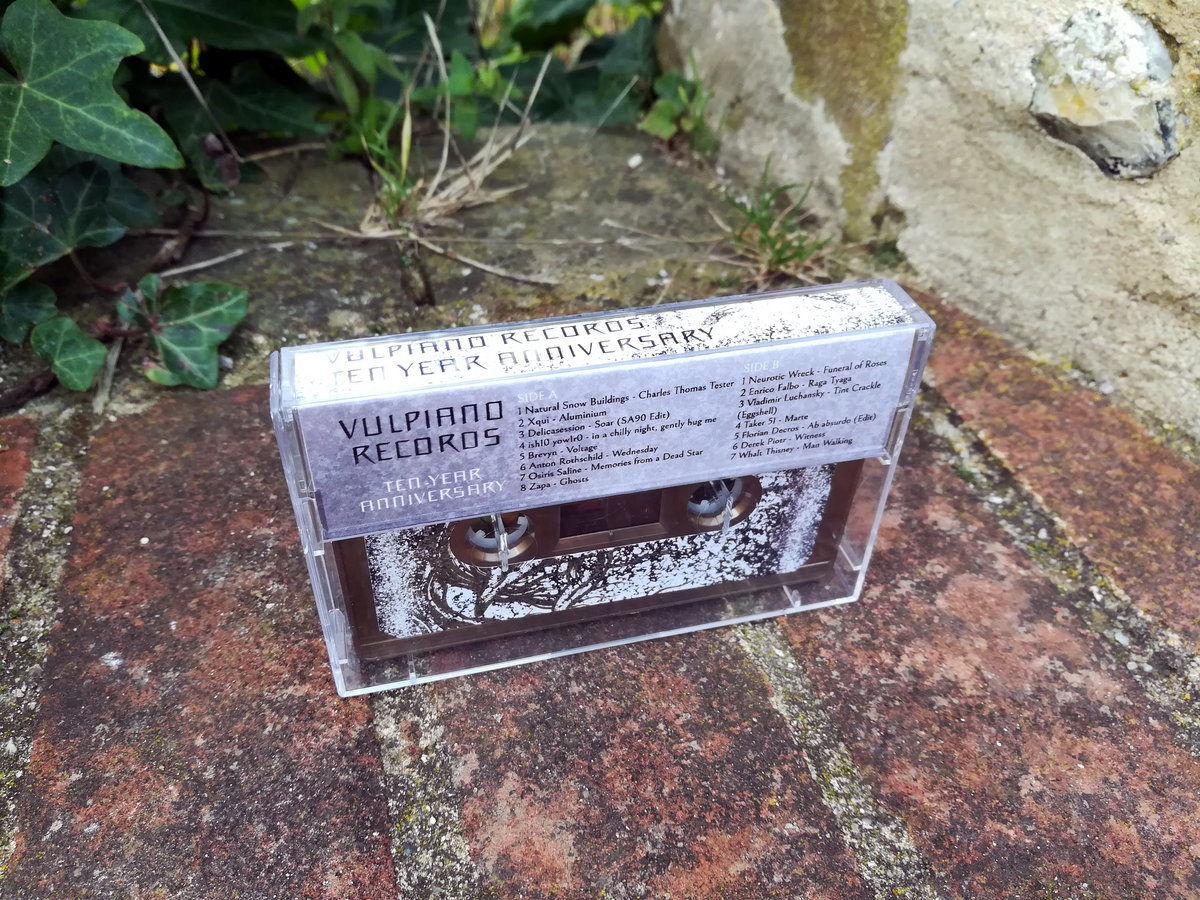 VULPIANO RECORDS
TEN YEAR ANNIVERSARY
VULPIANO
RECORDS
TEN YEAR
ANNIVERSARY
SIDE A
1 Natural Snow Buildings - Charles Thomas Tester
2 Xqui - Aluminium
3 Delicasession - Soar (SA90 Edit)
4 ish10 yow1r0 - in a chilly night, gently hug me
5 Brevyn - Voltage
6 Anton Rothschild - Wednesday
7 Osiris Saline - Memories from a Dead Star
8 Zapa - Ghosts
SIDE B
1 Neurotic Wreck - Funeral of Roses
2 Enrico Falbo - Raga Tyaga
3 Vladimir Luchansky - Tint Crackle
(Eggshell)
4 Taker 51 - Marte
5 Florian Decros - Ab absurdo (Edit)
6 Derek Piotr - Witness
7 Whalt Thisney - Man Walking